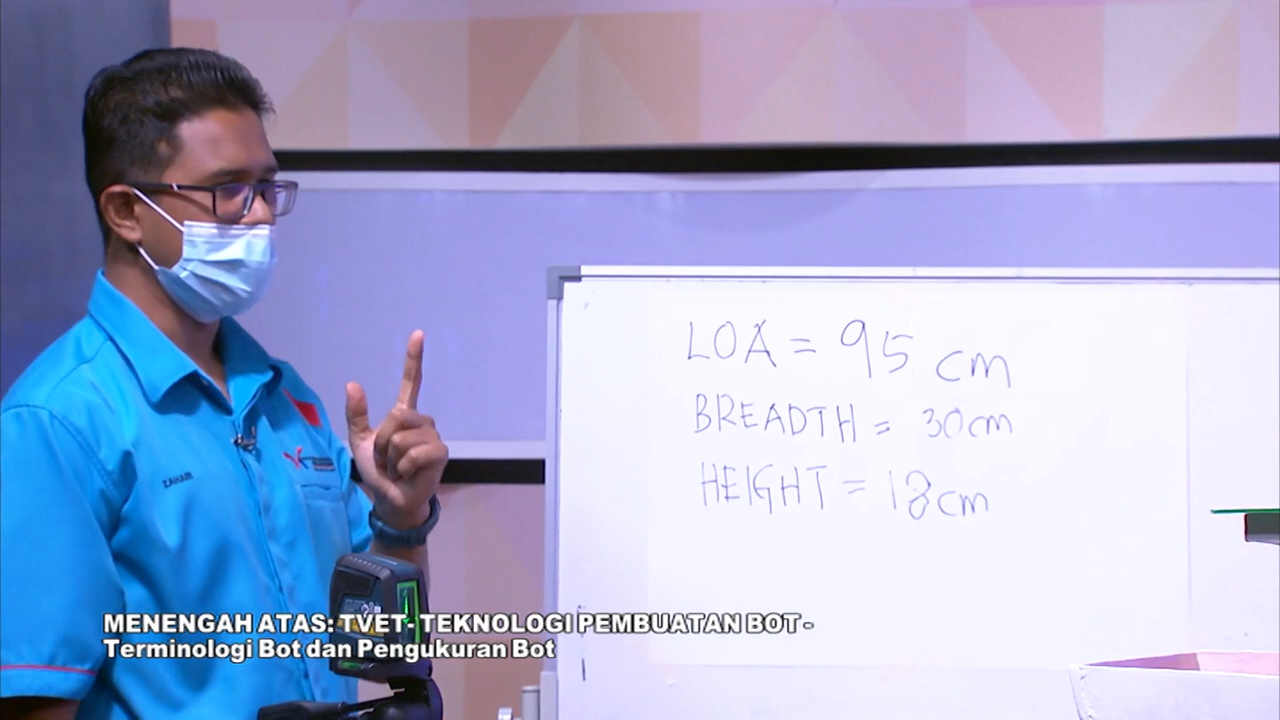 LOA = 95 cm
BREADTH = 30cm
HEIGHT = 18cm
MENENGAH ATAS: TVET- TEKNOLOGI PEMBUATAN BOT -
Terminologi Bot dan Pengukuran Bot